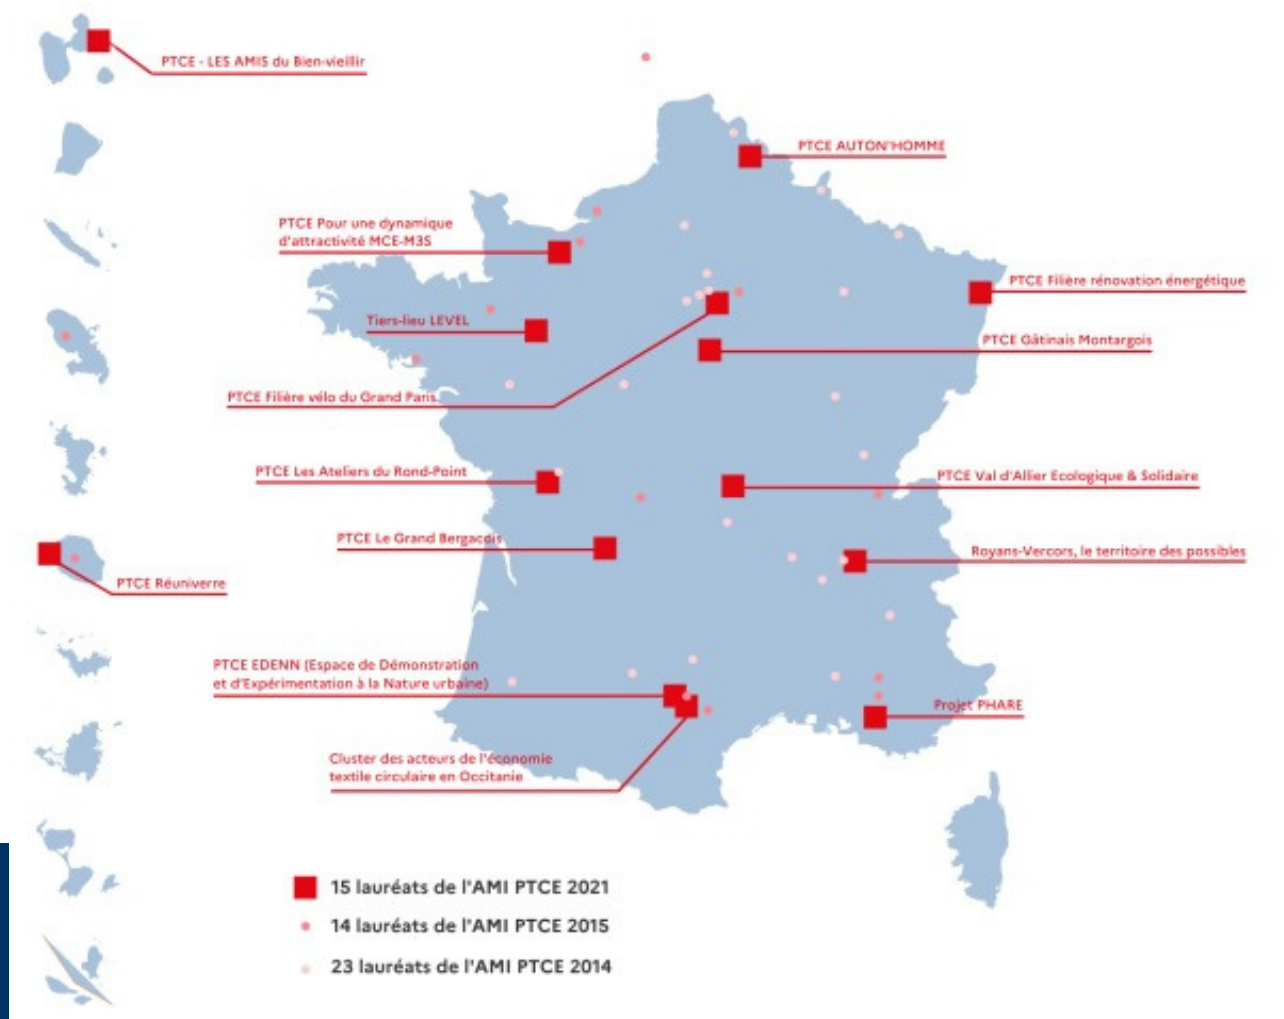 PTCE - LES AMIS du Bien-vieillir
PTCE AUTON'HOMME
PTCE Pour une dynamique
d'attractivité MCE-M3S
PTCE Filière rénovation énergétique
Tiers-lieu LEVEL
PTCE Gâtinais Montargois
PTCE Filière vélo du Grand Paris
PTCE Les Ateliers du Rond-Point
PTCE Val d'Allier Ecologique & Solidaire
PTCE Le Grand Bergacois
Royans-Vercors, le territoire des possibles
PTCE Réuniverre
PTCE EDENN (Espace de Démonstration
et d'Expérimentation à la Nature urbaine)
Projet PHARE
Cluster des acteurs de l'économie
textile circulaire en Occitanie
15 lauréats de l'AMI PTCE 2021
14 lauréats de l'AMI PTCE 2015
23 lauréats de l'AMI PTCE 2014